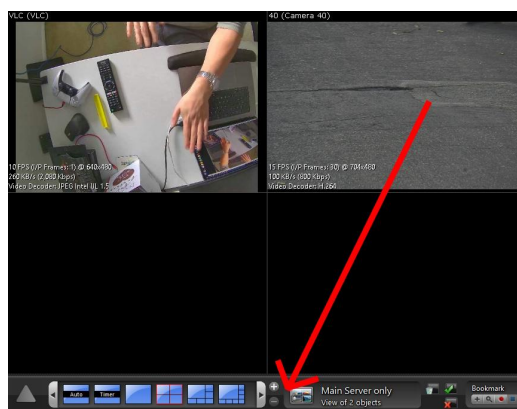 VLC (VLC)
40 (Camera 40)
10 FPS (I/P Frames: 1) @ 640x480
260 KB/s (2,080 Kbps)
Video Decoder: JPEG Intel IJL 1.5
15 FPS (I/P Frames: 30) @ 704x480
100 KB/s (800 Kbps)
Video Decoder: H.264
Auto
Timer
Main Server only
View of 2 objects
Bookmark